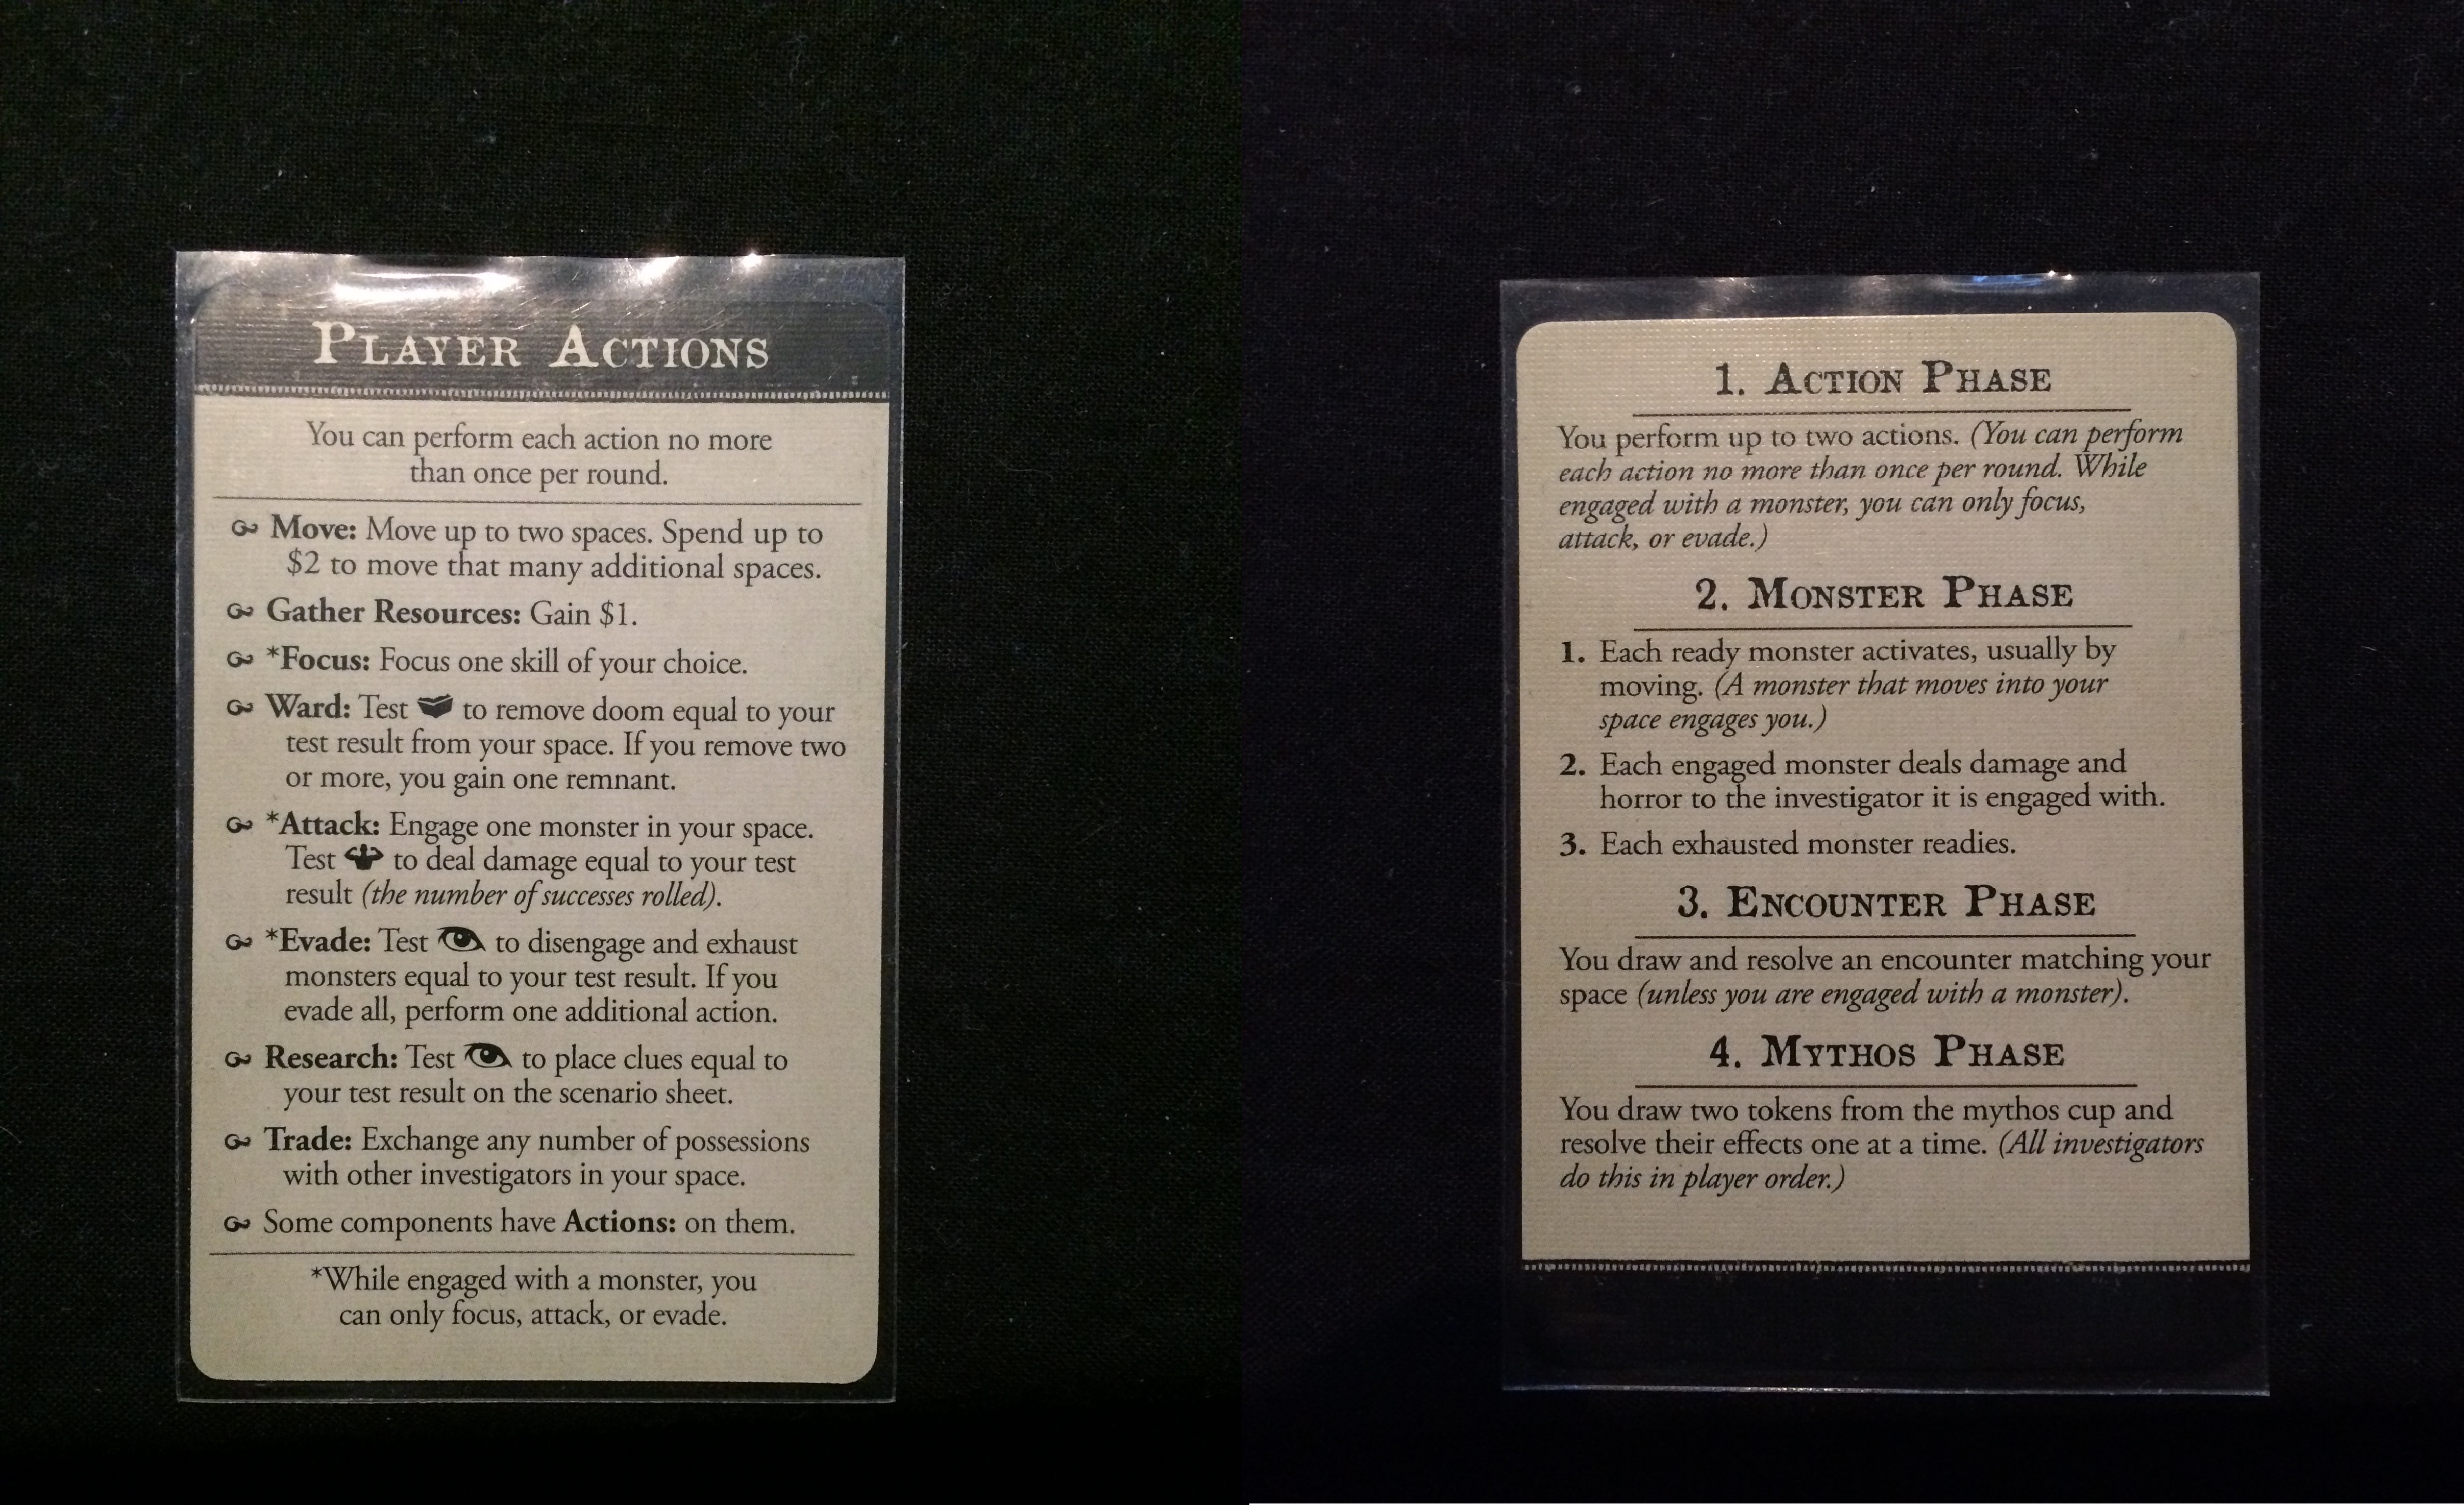 PLAYER ACTIONS
You can perform each action no more
than once per round.
Move: Move up to two spaces. Spend up to
$2 to move that many additional spaces.
Gather Resources: Gain $1.
*Focus: Focus one skill of your choice.
Ward: Test to remove doom equal to your
test result from your space. If you remove two
or more, you gain one remnant.
*Attack: Engage one monster in your space.
Test to deal damage equal to your test
result (the number of successes rolled).
*Evade: Test to disengage and exhaust
monsters equal to your test result. If you
evade all, perform one additional action.
Research: Test to place clues equal to
your test result on the scenario sheet.
Trade: Exchange any number of possessions
with other investigators in your space.
Some components have Actions: on them.
*While engaged with a monster, you
can only focus, attack, or evade.
1. ACTION PHASE
You perform up to two actions. (You can perform
each action no more than once per round. While
engaged with a monster, you can only focus,
attack, or evade.)
2. MONSTER PHASE
1. Each ready monster activates, usually by
moving. (A monster that moves into your
space engages you.)
2. Each engaged monster deals damage and
horror to the investigator it is engaged with.
3. Each exhausted monster readies.
3. ENCOUNTER PHASE
You draw and resolve an encounter matching your
space (unless you are engaged with a monster).
4. MYTHOS PHASE
You draw two tokens from the mythos cup and
resolve their effects one at a time. (All investigators
do this in player order.)